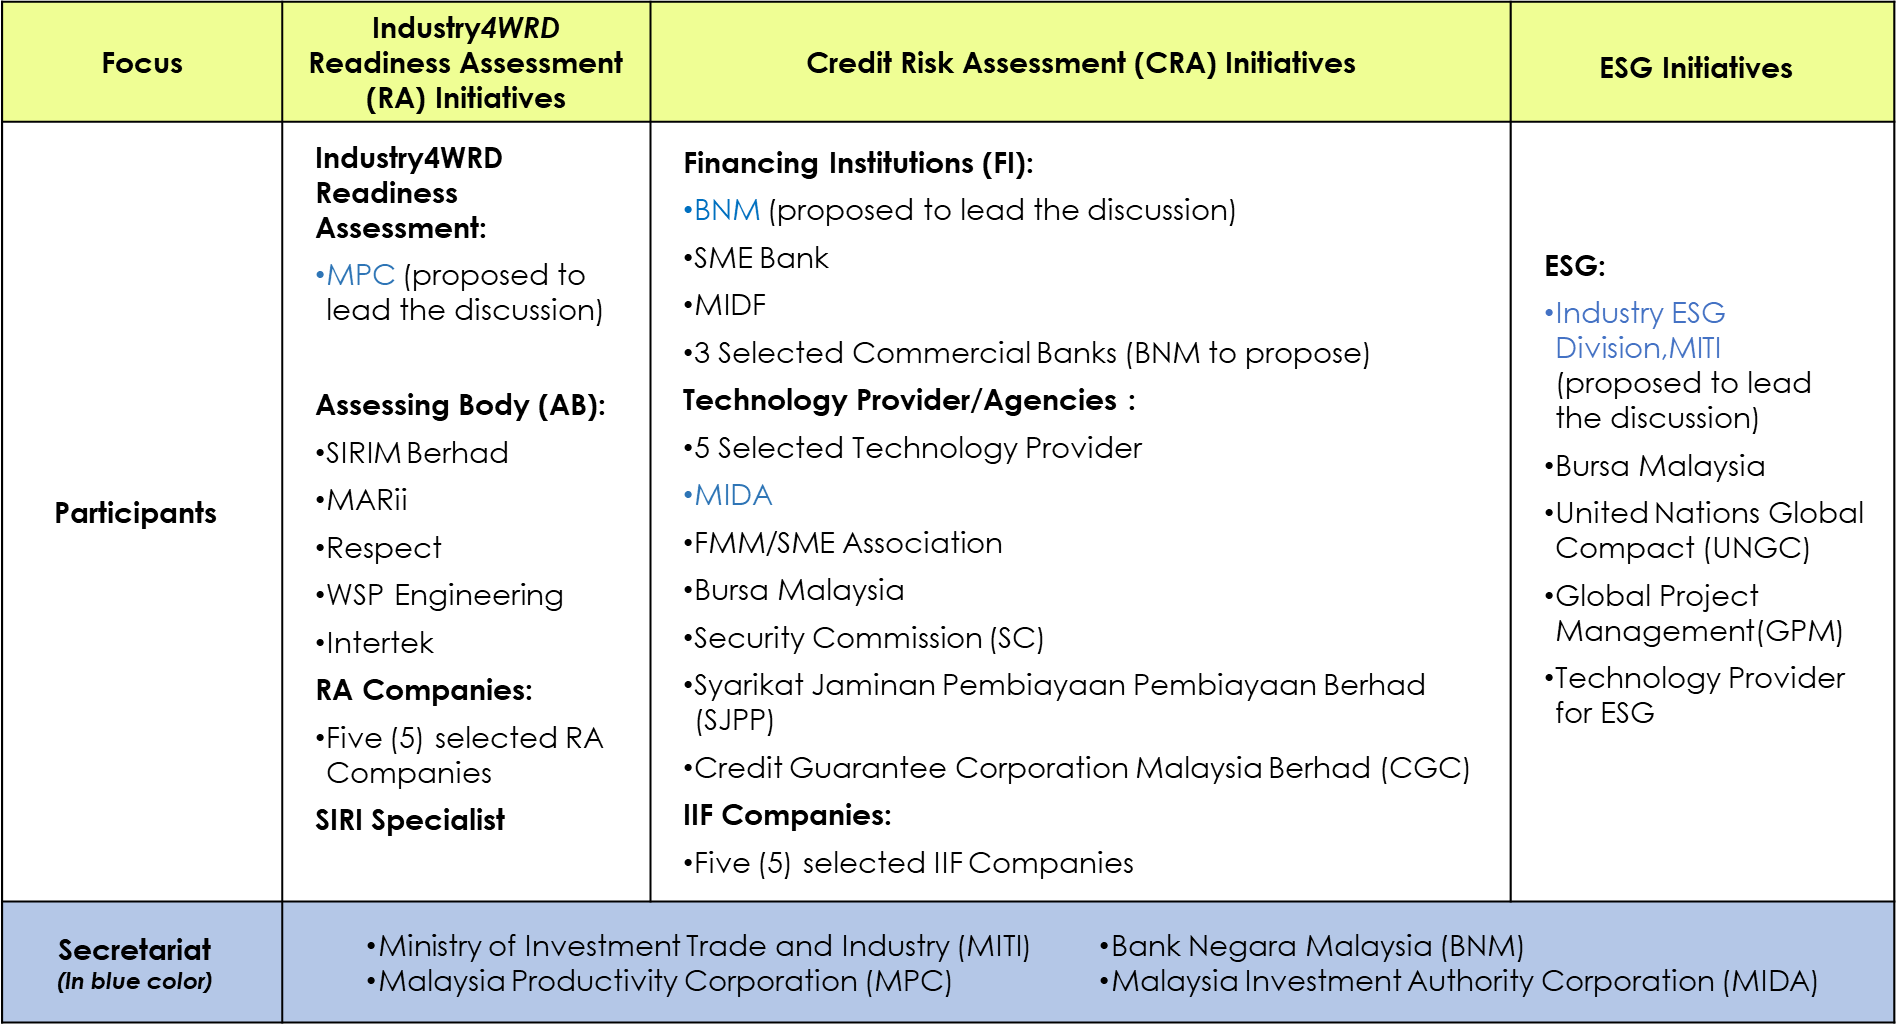 Focus
Industry4WRD
Readiness Assessment
(RA) Initiatives
Credit Risk Assessment (CRA) Initiatives
ESG Initiatives
Participants
Industry4WRD
Readiness
Assessment:
•MPC (proposed to
lead the discussion)
Assessing Body (AB):
•SIRIM Berhad
•MARii
•Respect
•WSP Engineering
•Intertek
RA Companies:
•Five (5) selected RA
Companies
SIRI Specialist
Financing Institutions (FI):
•BNM (proposed to lead the discussion)
•SME Bank
•MIDF
•3 Selected Commercial Banks (BNM to propose)
Technology Provider/Agencies :
•5 Selected Technology Provider
•MIDA
•FMM/SME Association
•Bursa Malaysia
•Security Commission (SC)
•Syarikat Jaminan Pembiayaan Pembiayaan Berhad
(SJPP)
•Credit Guarantee Corporation Malaysia Berhad (CGC)
IIF Companies:
•Five (5) selected IIF Companies
ESG:
•Industry ESG
Division,MITI
(proposed to lead
the discussion)
•Bursa Malaysia
•United Nations Global
Compact (UNGC)
•Global Project
Management(GPM)
•Technology Provider
for ESG
Secretariat
(In blue color)
•Ministry of Investment Trade and Industry (MITI)
•Malaysia Productivity Corporation (MPC)
•Bank Negara Malaysia (BNM)
•Malaysia Investment Authority Corporation (MIDA)